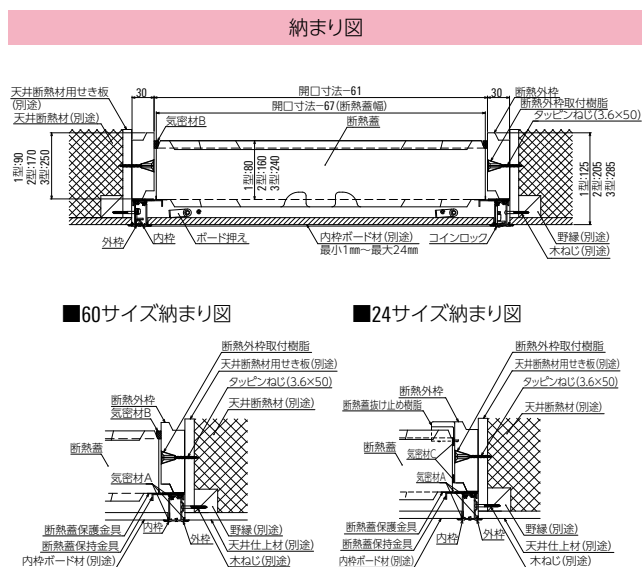 納まり図
天井断熱材用せき板
(別途)
天井断熱材(別途)
30
開口寸法-61
30
開口寸法-67(断熱蓋幅)
気密材B
断熱蓋
断熱外枠
断熱外枠取付樹脂
タッピンねじ(3.6×50)
1型:90
2型:170
3型:250
1型:80
2型:160
3型:240
1型:125
2型:205
3型:285
外枠
内枠
ボード押え
内枠ボード材(別途)
最小1mm~最大24mm
コインロック
野縁(別途)
木ねじ(別途)
■60サイズ納まり図
断熱外枠取付樹脂
天井断熱材用せき板(別途)
タッピンねじ(3.6×50)
天井断熱材(別途)
断熱外枠
気密材B
断熱蓋
気密材A
断熱蓋保護金具
断熱蓋保持金具
内枠ボード材(別途)
内枠
外枠
野縁(別途)
天井仕上材(別途)
木ねじ(別途)
■24サイズ納まり図
断熱外枠取付樹脂
天井断熱材用せき板(別途)
タッピンねじ(3.6×50)
断熱外枠
断熱蓋抜け止め樹脂
天井断熱材(別途)
断熱蓋
気密材C
気密材A
断熱蓋保護金具
断熱蓋保持金具
内枠ボード材(別途)
内枠
外枠
野縁(別途)
天井仕上材(別途)
木ねじ(別途)